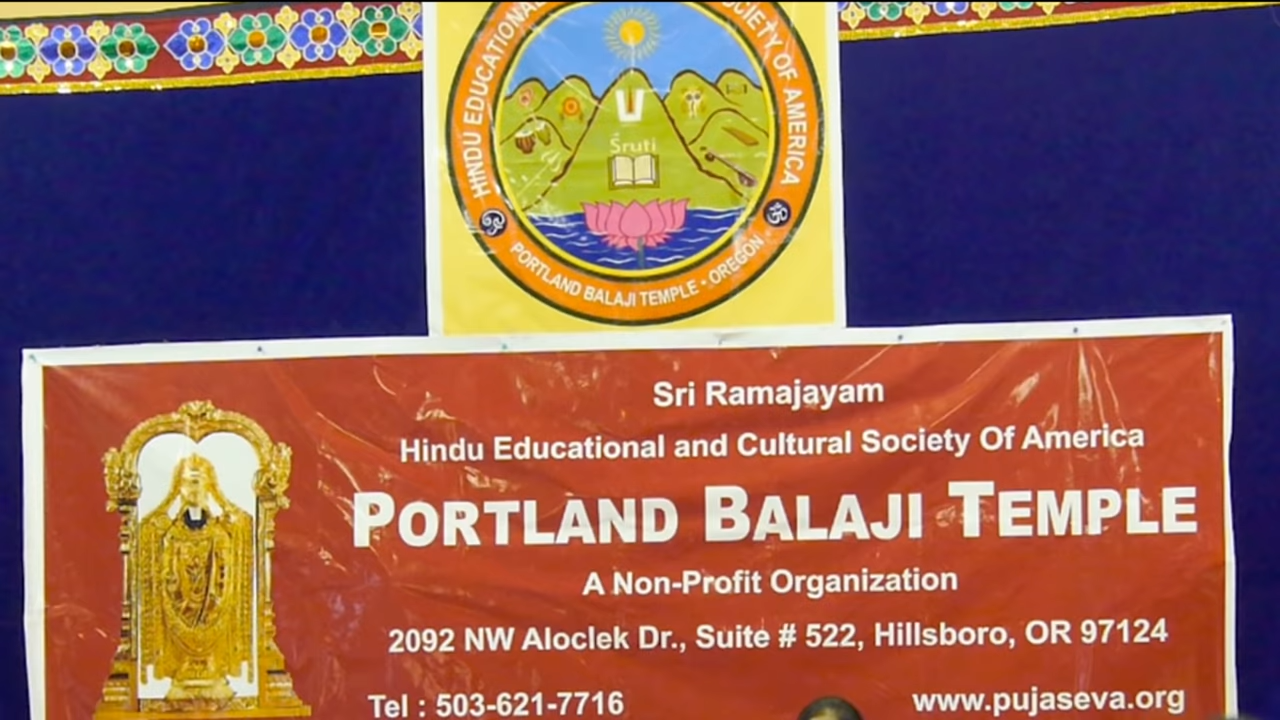 HINDU EDUCATIONAL
SOCIETY OF AMERICA
Śruti
PORTLAND BALAJI TEMPLE • OREGON
Sri Ramajayam
Hindu Educational and Cultural Society Of America
PORTLAND BALAJI TEMPLE
A Non-Profit Organization
2092 NW Aloclek Dr., Suite # 522, Hillsboro, OR 97124
Tel : 503-621-7716
www.pujaseva.org